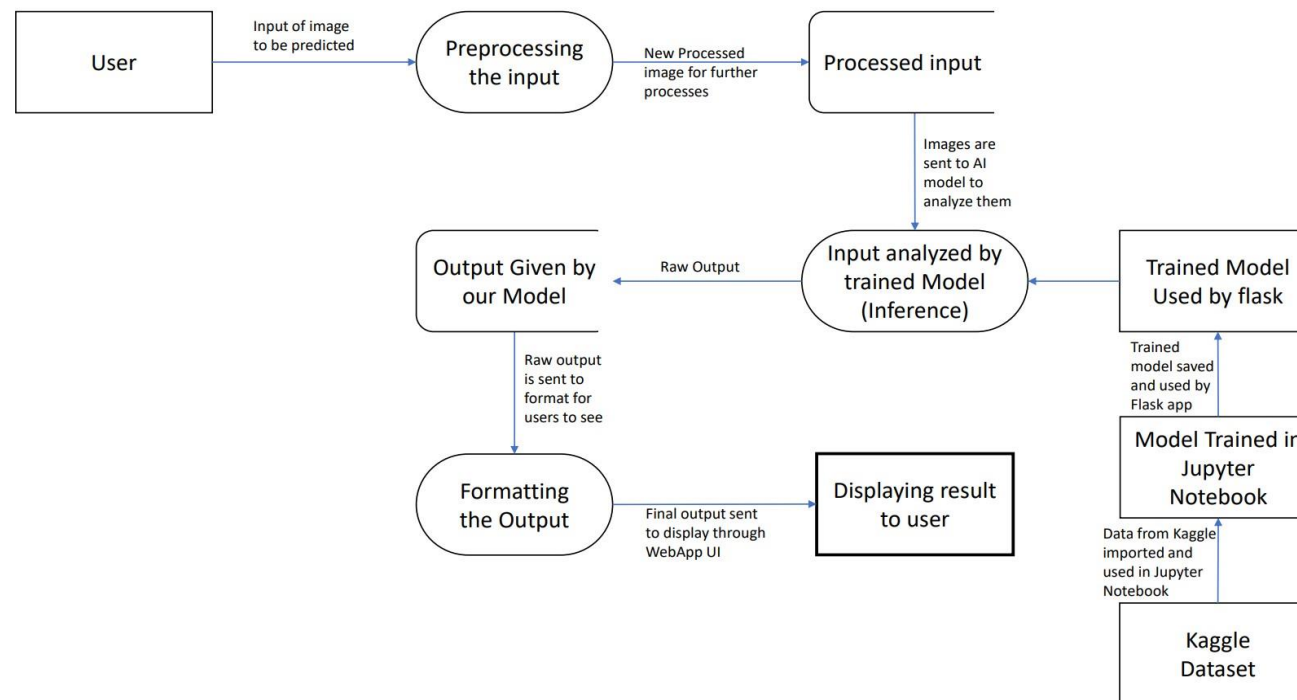 User
Input of image
to be predicted
Preprocessing
the input
New Processed
image for further
processes
Processed input
Images are
sent to AI
model to
analyze them
Output Given by
our Model
Raw Output
Input analyzed by
trained Model
(Inference)
Trained Model
Used by flask
Raw output
is sent to
format for
users to see
Trained
model saved
and used by
Flask app
Formatting
the Output
Final output sent
to display through
WebApp UI
Displaying result
to user
Model Trained in
Jupyter
Notebook
Data from Kaggle
imported and
used in Jupyter
Notebook
Kaggle
Dataset